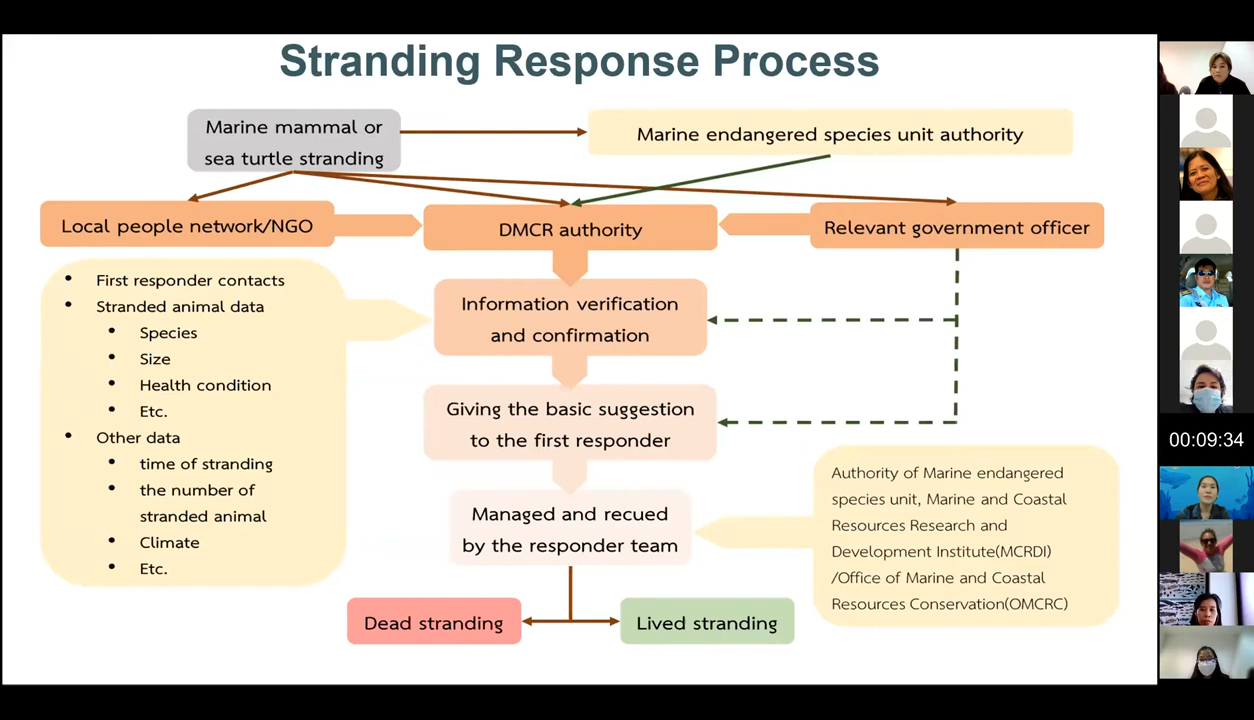 Stranding Response Process
Marine mammal or
sea turtle stranding
Marine endangered species unit authority
Local people network/NGO
DMCR authority
Relevant government officer
• First responder contacts
• Stranded animal data
• Species
• Size
• Health condition
• Etc.
• Other data
• time of stranding
• the number of
stranded animal
• Climate
• Etc.
Information verification
and confirmation
Giving the basic suggestion
to the first responder
Managed and recued
by the responder team
Authority of Marine endangered
species unit, Marine and Coastal
Resources Research and
Development Institute(MCRDI)
/Office of Marine and Coastal
Resources Conservation(OMCRC)
Dead stranding
Lived stranding
00:09:34